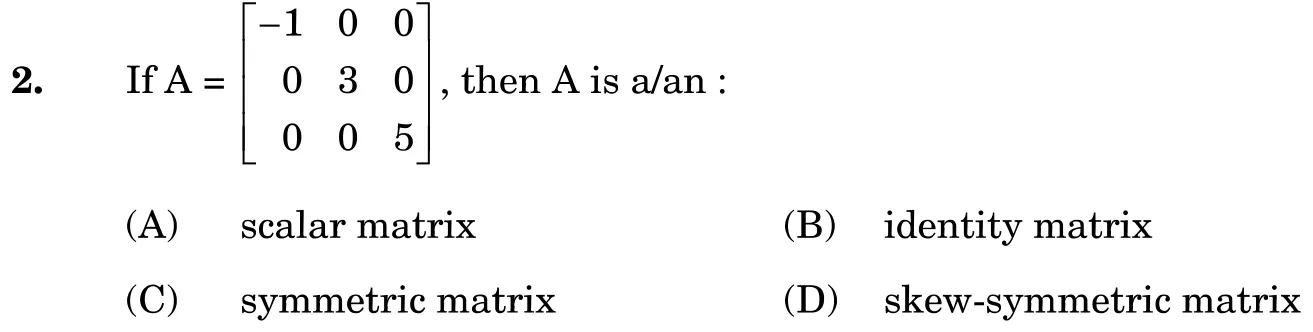 2. If A = [ –1 0 0
0 3 0
0 0 5 ] , then A is a/an :
(A) scalar matrix (B) identity matrix
(C) symmetric matrix (D) skew-symmetric matrix